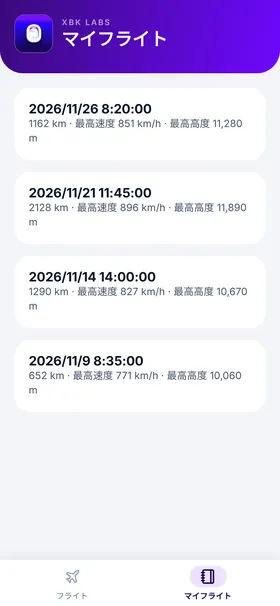 XBK LABS
マイフライト
2026/11/26 8:20:00
1162 km · 最高速度 851 km/h · 最高高度 11,280
m
2026/11/21 11:45:00
2128 km · 最高速度 896 km/h · 最高高度 11,890
m
2026/11/14 14:00:00
1290 km · 最高速度 827 km/h · 最高高度 10,670
m
2026/11/9 8:35:00
652 km · 最高速度 771 km/h · 最高高度 10,060
m
フライト
マイフライト